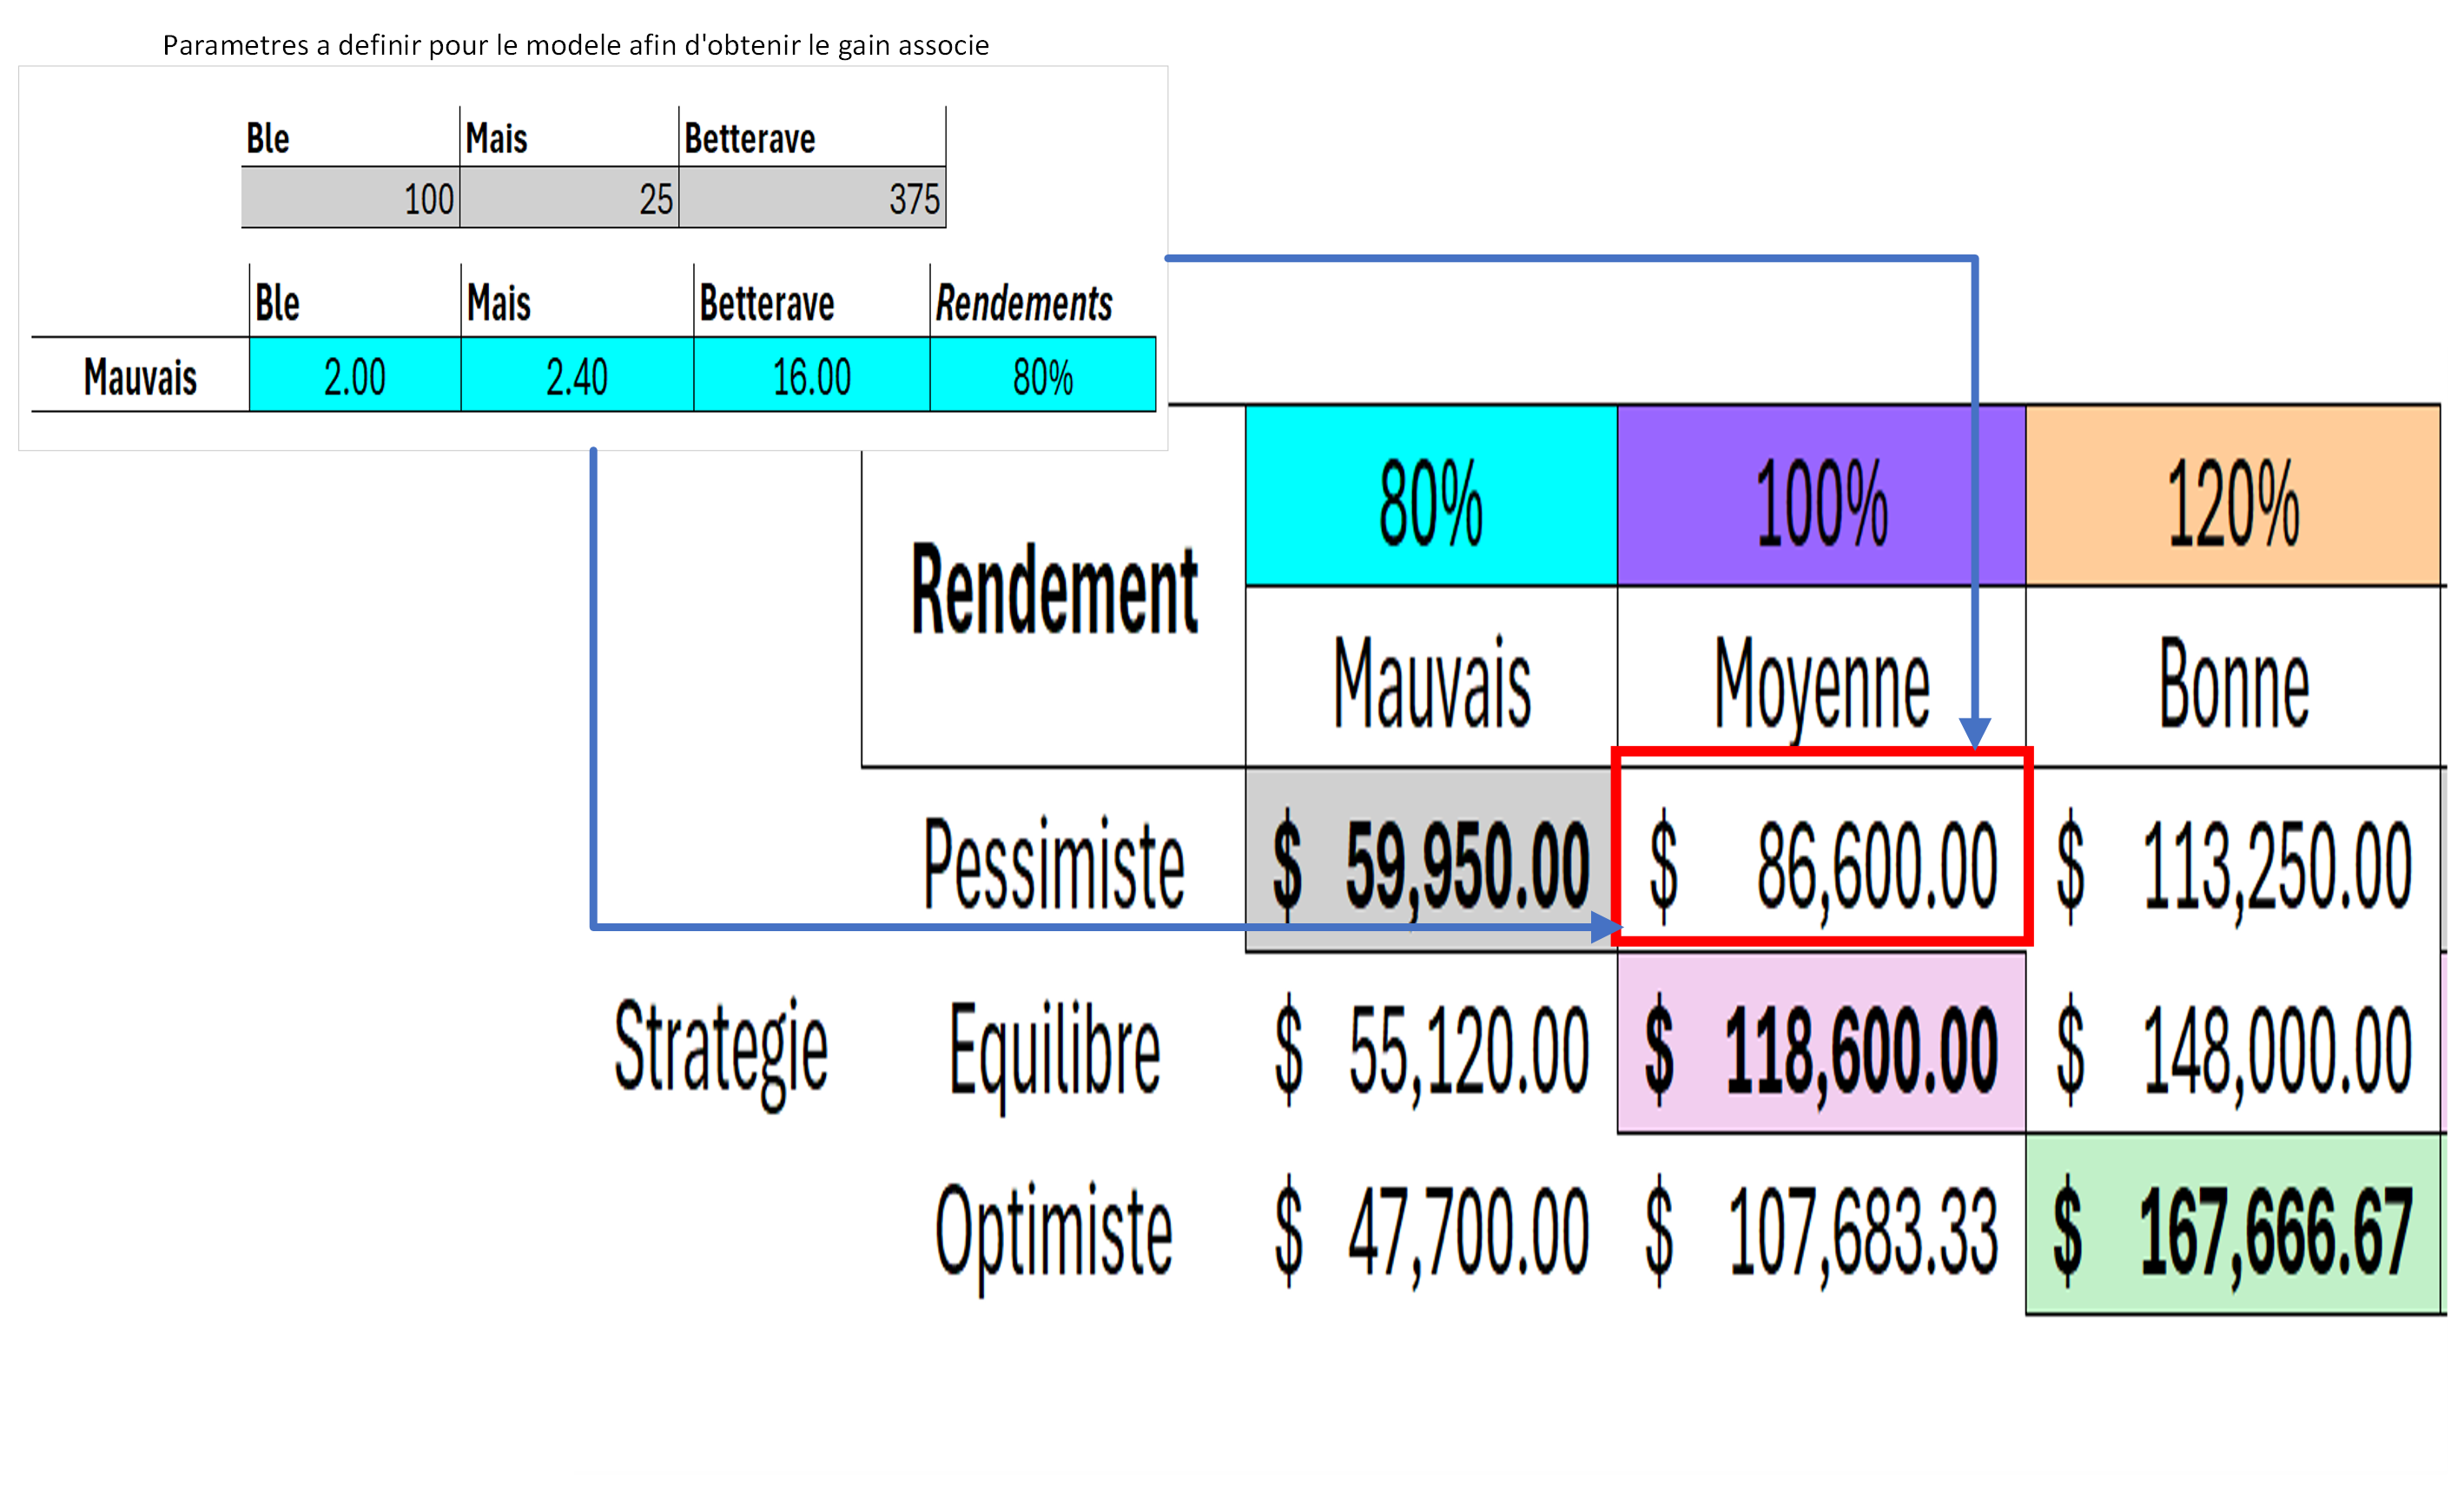 Parametres a definir pour le modele afin d'obtenir le gain associe
Ble Mais Betterave
100 25 375
Ble Mais Betterave Rendements
Mauvais 2.00 2.40 16.00 80%
Rendement 80% 100% 120%
Mauvais Moyenne Bonne
Pessimiste $ 59,950.00 $ 86,600.00 $ 113,250.00
Strategie Equilibre $ 55,120.00 $ 118,600.00 $ 148,000.00
Optimiste $ 47,700.00 $ 107,683.33 $ 167,666.67